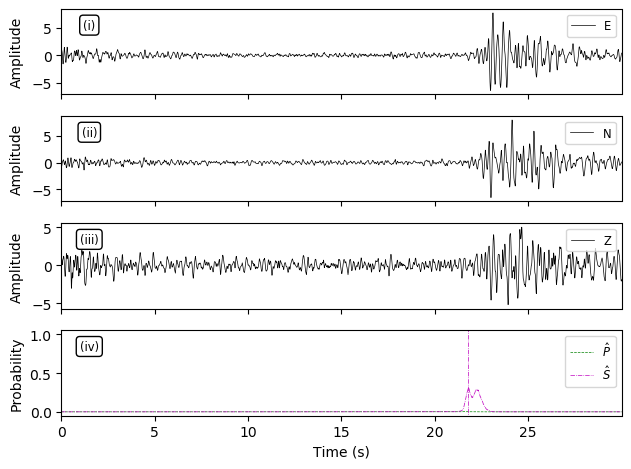 Amplitude
5
0
−5
(i)
E
Amplitude
5
0
−5
(ii)
N
Amplitude
5
0
−5
(iii)
Z
Probability
1.0
0.5
0.0
(iv)
P̂
Ŝ
0 5 10 15 20 25
Time (s)